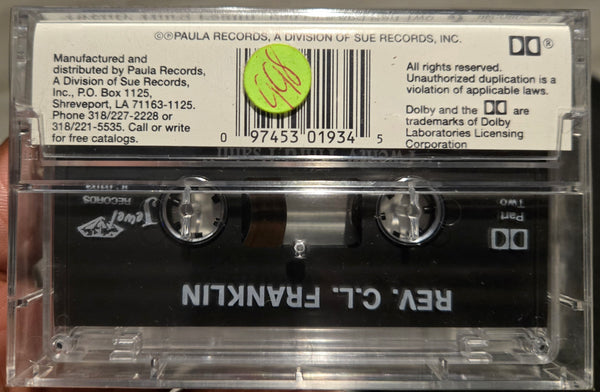 ©℗PAULA RECORDS, A DIVISION OF SUE RECORDS, INC.
Manufactured and
distributed by Paula Records,
A Division of Sue Records,
Inc., P.O. Box 1125,
Shreveport, LA 71163-1125.
Phone 318/227-2228 or
318/221-5535. Call or write
for free catalogs.
0 97453 01934 5
®
All rights reserved.
Unauthorized duplication is a
violation of applicable laws.
Dolby and the are
trademarks of Dolby
Laboratories Licensing
Corporation
REV. C.L. FRANKLIN
Part
Two
Jewel
RECORDS